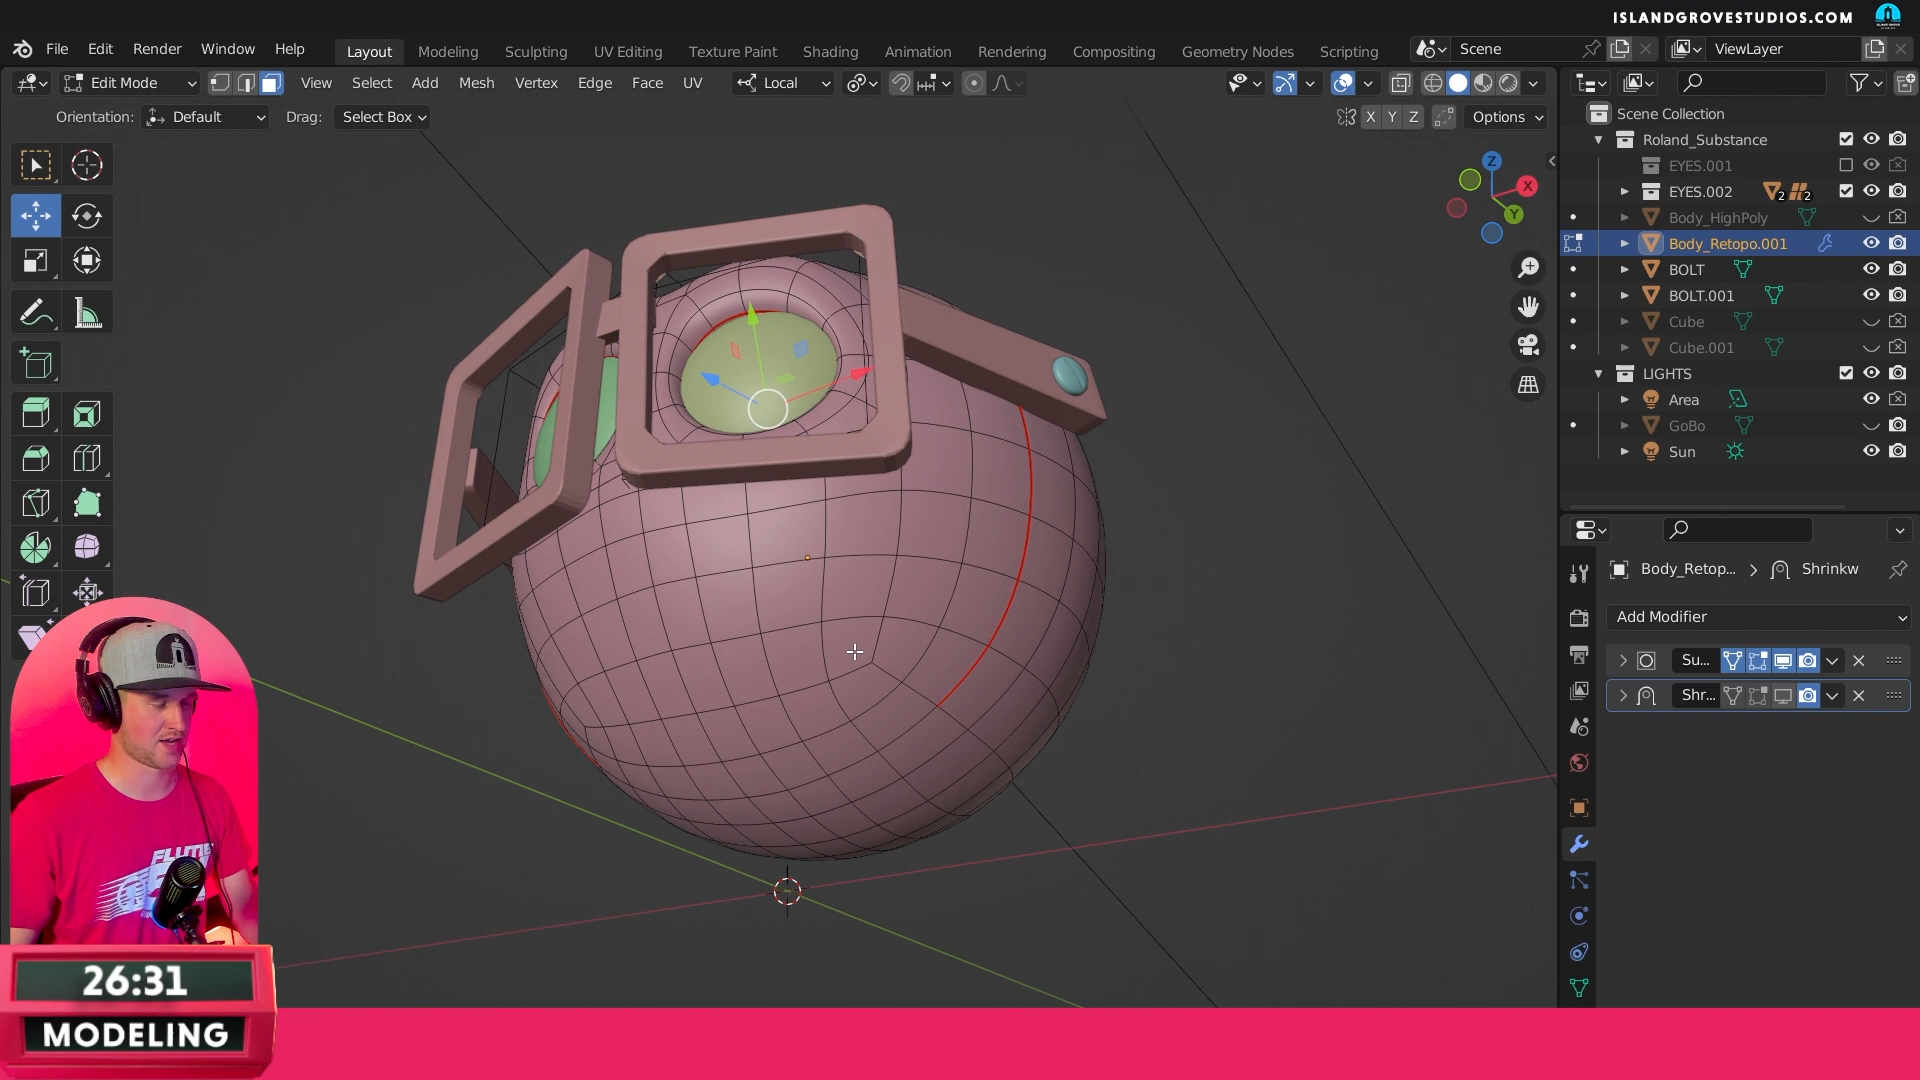 ISLANDGROVESTUDIOS.COM
File Edit Render Window Help Layout Modeling Sculpting UV Editing Texture Paint Shading Animation Rendering Compositing Geometry Nodes Scripting Scene ViewLayer
Edit Mode View Select Add Mesh Vertex Edge Face UV Local
Orientation: Default Drag: Select Box X Y Z Options
Scene Collection
Roland_Substance
EYES.001
EYES.002 2 2
Body_HighPoly
Body_Retopo.001
BOLT
BOLT.001
Cube
Cube.001
LIGHTS
Area
GoBo
Sun
Z
X
Y
Body_Retop... > Shrinkw
Add Modifier
Su...
Shr...
26:31
MODELING